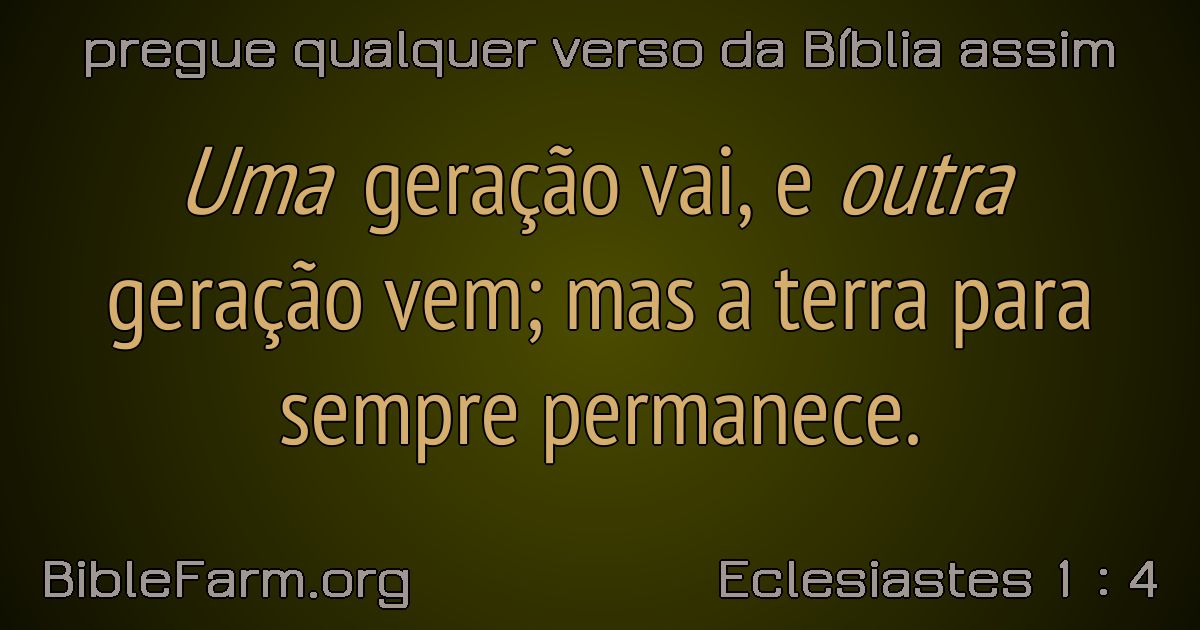 pregue qualquer verso da Bíblia assim
Uma geração vai, e outra
geração vem; mas a terra para
sempre permanece.
BibleFarm.org
Eclesiastes 1 : 4